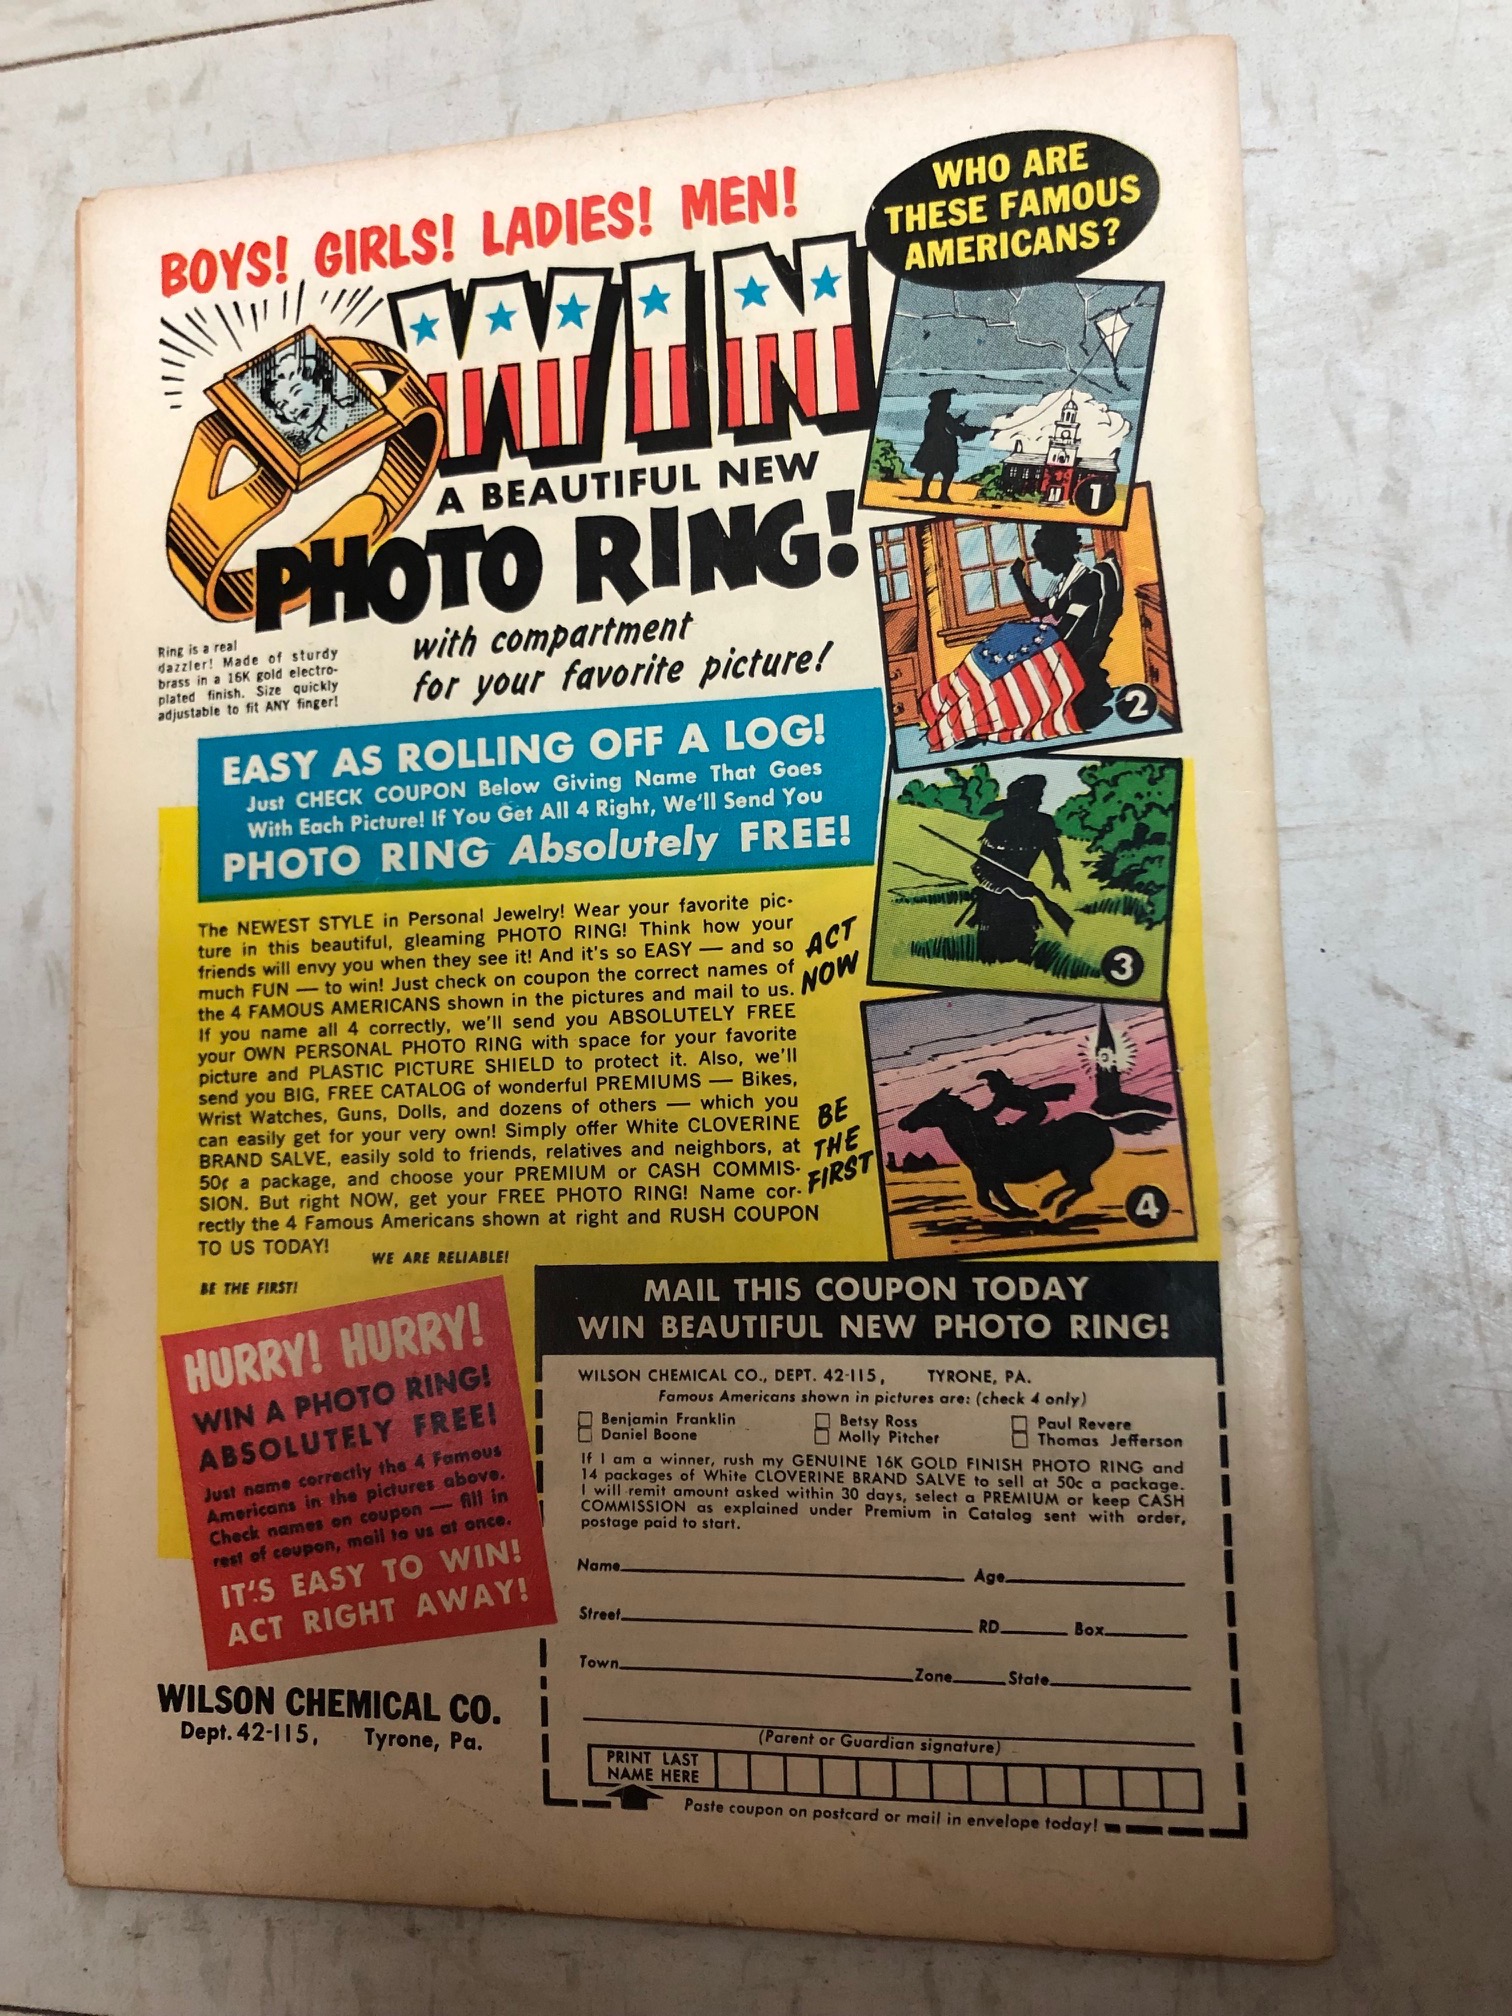 BOYS! GIRLS! LADIES! MEN!
WIN
A BEAUTIFUL NEW
PHOTO RING!
with compartment
for your favorite picture!
Ring is a real
dazzler! Made of sturdy
brass in a 16K gold electro-
plated finish. Size quickly
adjustable to fit ANY finger!
WHO ARE
THESE FAMOUS
AMERICANS?
1
2
3
4
EASY AS ROLLING OFF A LOG!
Just CHECK COUPON Below Giving Name That Goes
With Each Picture! If You Get All 4 Right, We'll Send You
PHOTO RING Absolutely FREE!
The NEWEST STYLE in Personal Jewelry! Wear your favorite pic-
ture in this beautiful, gleaming PHOTO RING! Think how your
friends will envy you when they see it! And it's so EASY — and so
much FUN — to win! Just check on coupon the correct names of
the 4 FAMOUS AMERICANS shown in the pictures and mail to us.
If you name all 4 correctly, we'll send you ABSOLUTELY FREE
your OWN PERSONAL PHOTO RING with space for your favorite
picture and PLASTIC PICTURE SHIELD to protect it. Also, we'll
send you BIG, FREE CATALOG of wonderful PREMIUMS — Bikes,
Wrist Watches, Guns, Dolls, and dozens of others — which you
can easily get for your very own! Simply offer White CLOVERINE
BRAND SALVE, easily sold to friends, relatives and neighbors, at
50¢ a package, and choose your PREMIUM or CASH COMMIS-
SION. But right NOW, get your FREE PHOTO RING! Name cor-
rectly the 4 Famous Americans shown at right and RUSH COUPON
TO US TODAY!
WE ARE RELIABLE!
BE THE FIRST!
ACT
NOW
BE
THE
FIRST
HURRY! HURRY!
WIN A PHOTO RING!
ABSOLUTELY FREE!
Just name correctly the 4 Famous
Americans in the pictures above.
Check names on coupon — fill in
rest of coupon, mail to us at once.
IT'S EASY TO WIN!
ACT RIGHT AWAY!
WILSON CHEMICAL CO.
Dept. 42-115, Tyrone, Pa.
MAIL THIS COUPON TODAY
WIN BEAUTIFUL NEW PHOTO RING!
WILSON CHEMICAL CO., DEPT. 42-115, TYRONE, PA.
Famous Americans shown in pictures are: (check 4 only)
Benjamin Franklin Betsy Ross Paul Revere
Daniel Boone Molly Pitcher Thomas Jefferson
If I am a winner, rush my GENUINE 16K GOLD FINISH PHOTO RING and
14 packages of White CLOVERINE BRAND SALVE to sell at 50c a package.
I will remit amount asked within 30 days, select a PREMIUM or keep CASH
COMMISSION as explained under Premium in Catalog sent with order,
postage paid to start.
Name Age
Street RD Box
Town Zone State
(Parent or Guardian signature)
PRINT LAST
NAME HERE
Paste coupon on postcard or mail in envelope today!